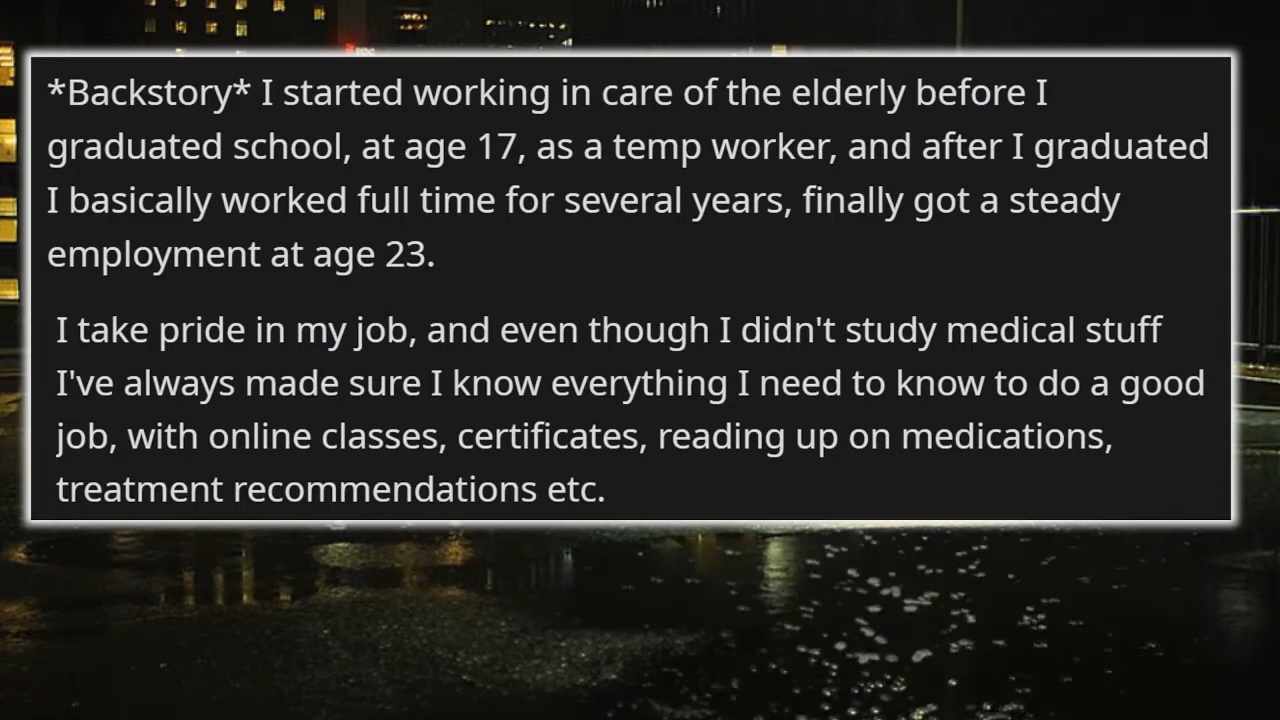 *Backstory* I started working in care of the elderly before I
graduated school, at age 17, as a temp worker, and after I graduated
I basically worked full time for several years, finally got a steady
employment at age 23.
I take pride in my job, and even though I didn't study medical stuff
I've always made sure I know everything I need to know to do a good
job, with online classes, certificates, reading up on medications,
treatment recommendations etc.